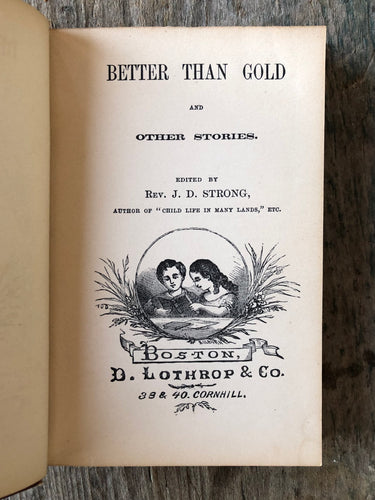 BETTER THAN GOLD
AND
OTHER STORIES.
EDITED BY
REV. J. D. STRONG,
AUTHOR OF "CHILD LIFE IN MANY LANDS," ETC.
BOSTON,
D. LOTHROP & CO.
38 & 40. CORNHILL.